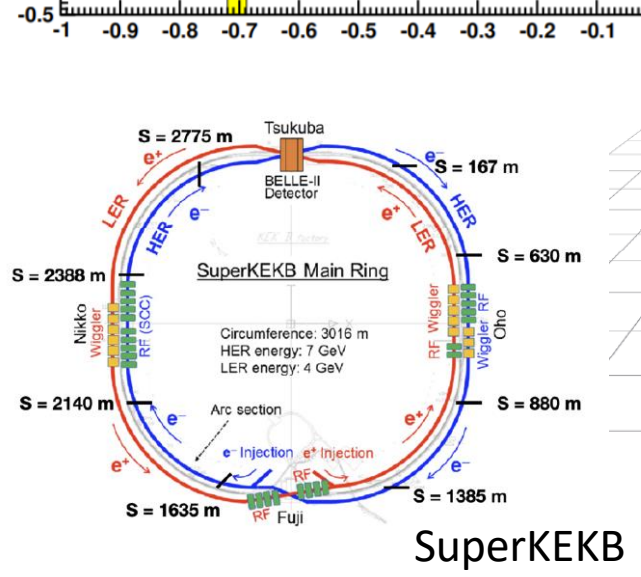 -0.5
-1 -0.9 -0.8 -0.7 -0.6 -0.5 -0.4 -0.3 -0.2 -0.1
Tsukuba
S = 2775 m
e⁺
e⁻
S = 167 m
BELLE-II
Detector
LER
HER
e⁻
e⁺
LER
HER
KEK B factory
S = 630 m
SuperKEKB Main Ring
S = 2388 m
Nikko
Wiggler
RF (SCC)
Circumference: 3016 m
HER energy: 7 GeV
LER energy: 4 GeV
RF Wiggler
Wiggler RF
Oho
S = 2140 m
Arc section
S = 880 m
e⁻
e⁺
e⁻ Injection
e⁺ Injection
e⁺
e⁻
RF
S = 1385 m
S = 1635 m
RF
Fuji
SuperKEKB